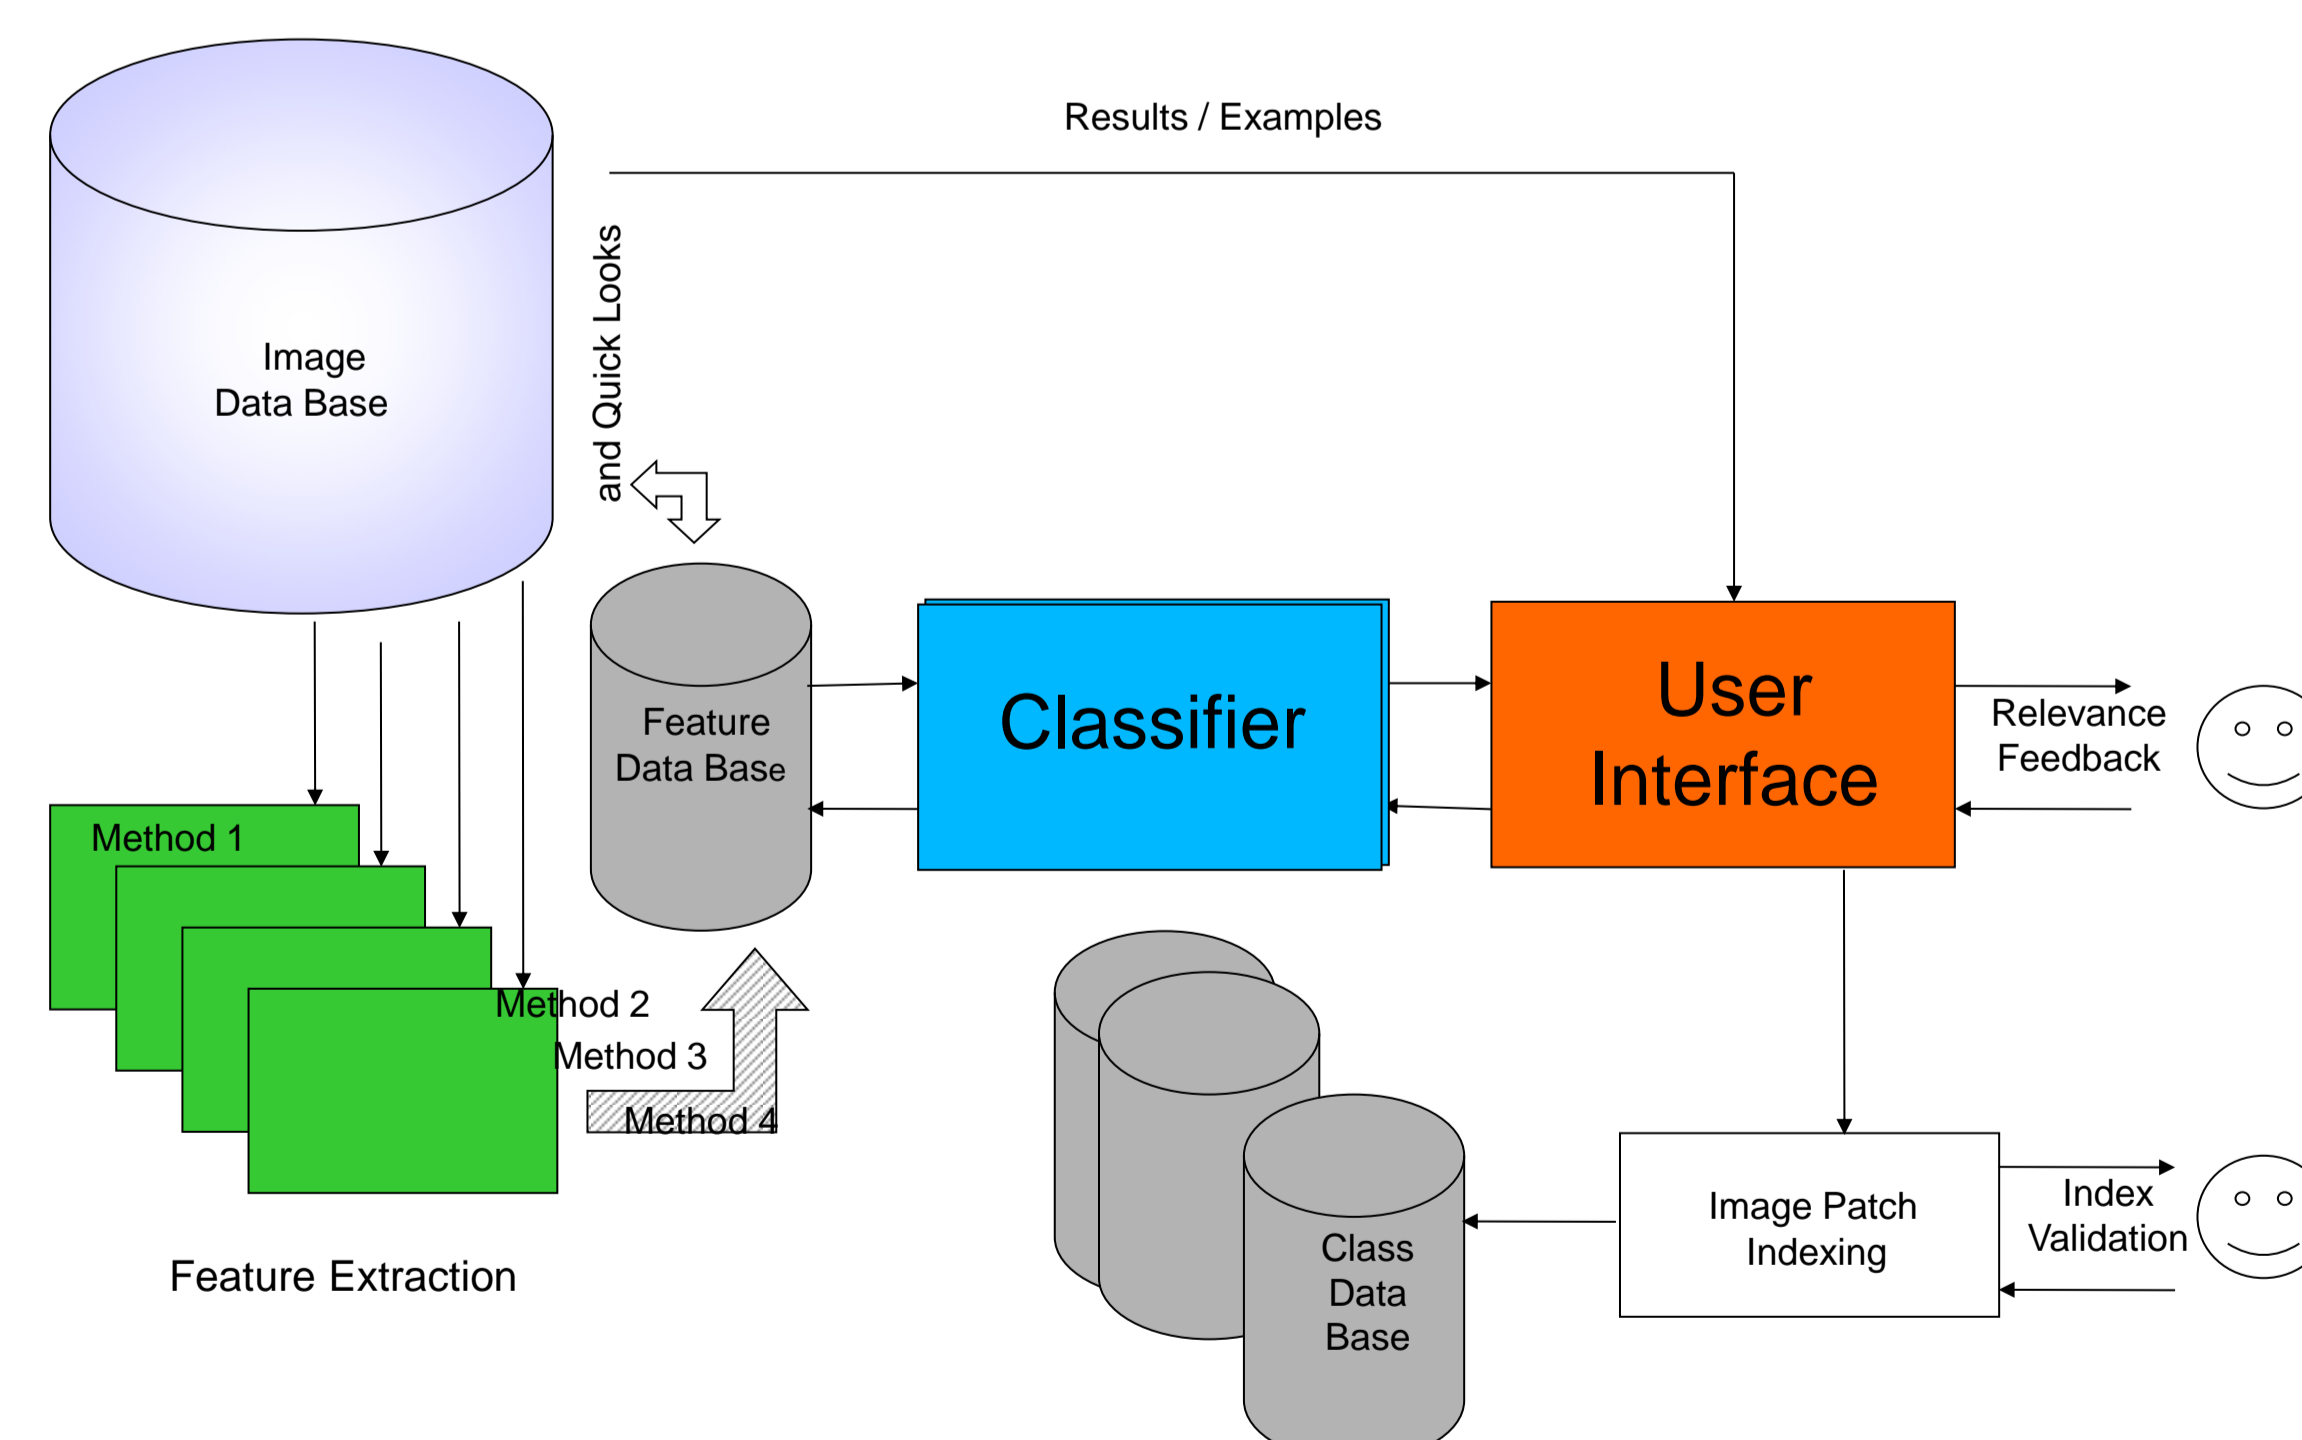 Results / Examples
and Quick Looks
Image
Data Base
Feature
Data Base
Classifier
User
Interface
Relevance
Feedback
Method 1
Method 2
Method 3
Method 4
Feature Extraction
Class
Data
Base
Image Patch
Indexing
Index
Validation